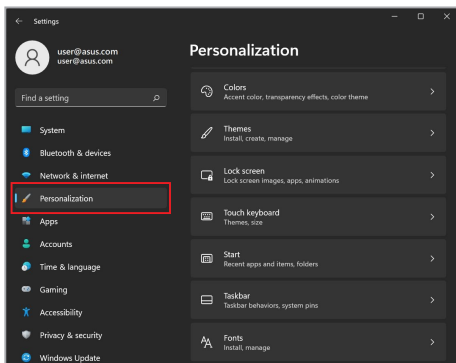 Settings
user@asus.com
user@asus.com
Find a setting
System
Bluetooth & devices
Network & internet
Personalization
Apps
Accounts
Time & language
Gaming
Accessibility
Privacy & security
Windows Update
Personalization
Colors
Accent color, transparency effects, color theme
Themes
Install, create, manage
Lock screen
Lock screen images, apps, animations
Touch keyboard
Themes, size
Start
Recent apps and items, folders
Taskbar
Taskbar behaviors, system pins
Fonts
Install, manage